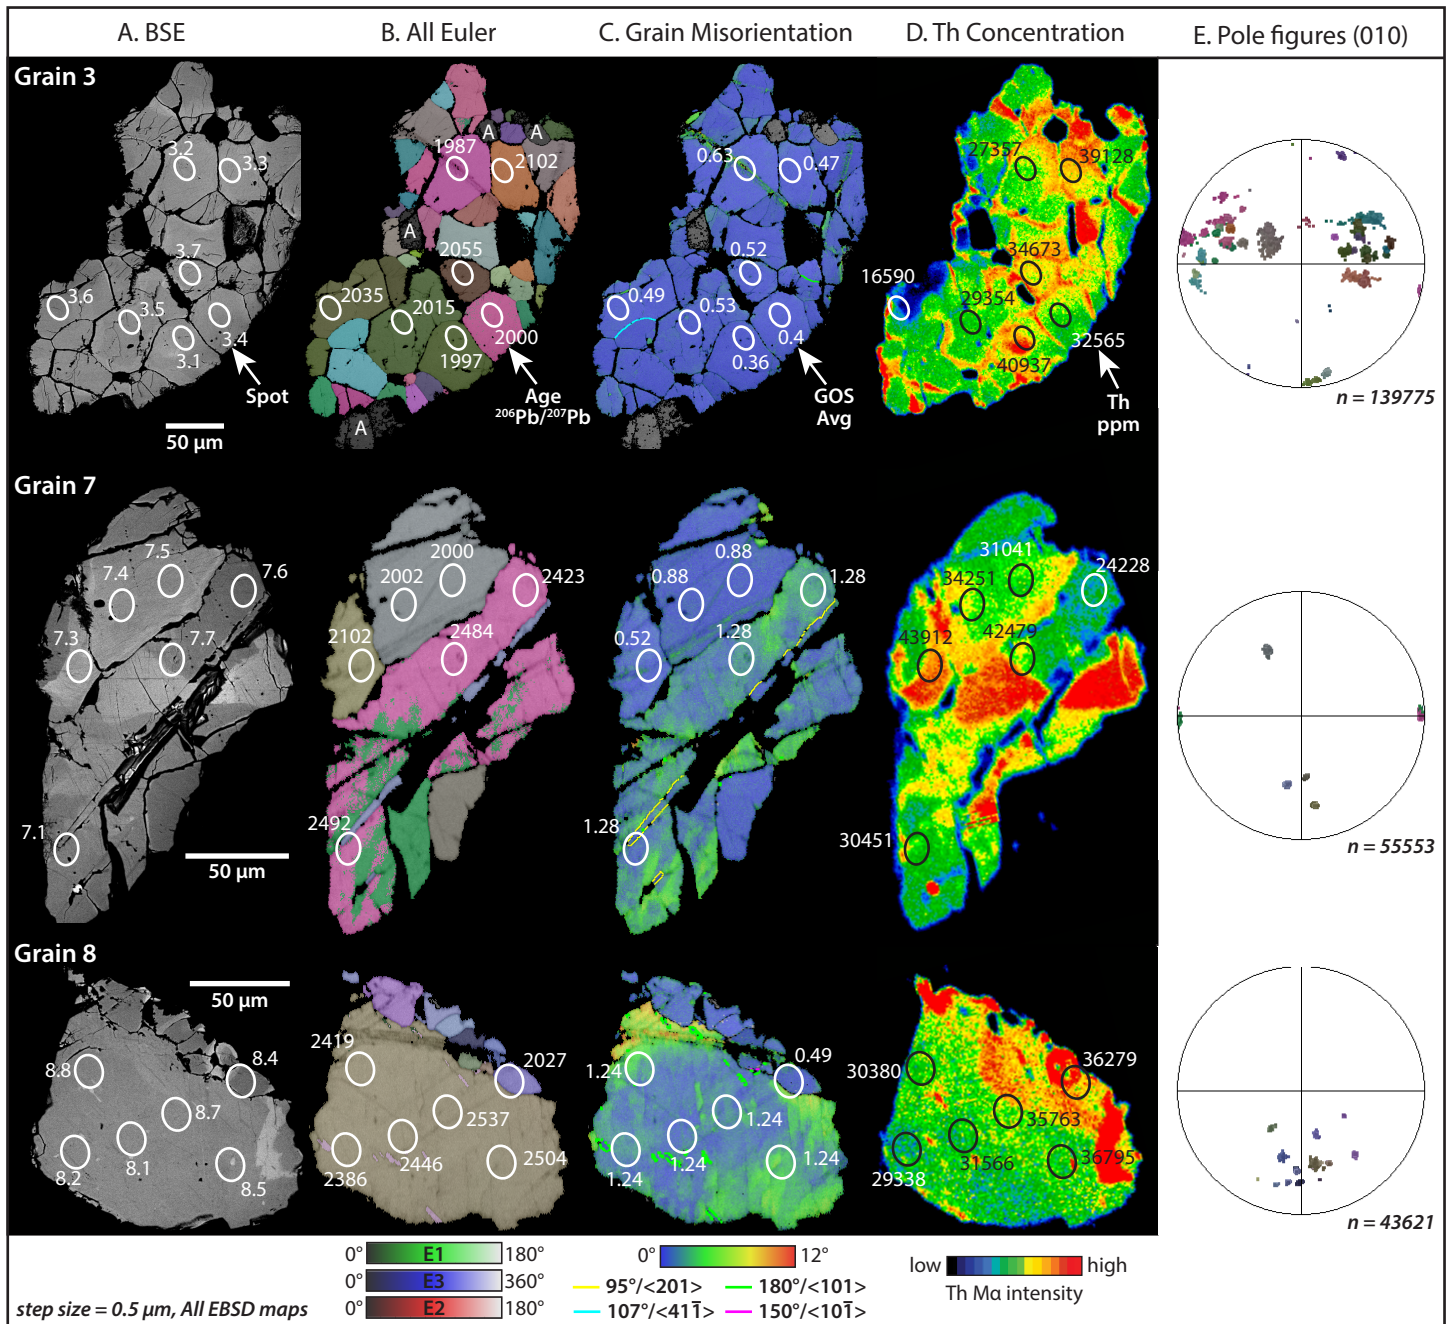 A. BSE
B. All Euler
C. Grain Misorientation
D. Th Concentration
E. Pole figures (010)
Grain 3
3.2
3.3
3.7
3.6
3.5
3.4
3.1
Spot
50 µm
A
A
1987
2102
A
2055
2035
2015
2000
1997
A
Age
²⁰⁶Pb/²⁰⁷Pb
0.63
0.47
0.52
0.49
0.53
0.4
0.36
GOS
Avg
27357
39128
34673
16590
29354
32565
40937
Th
ppm
n = 139775
Grain 7
7.5
7.4
7.6
7.3
7.7
7.1
50 µm
2000
2002
2423
2102
2484
2492
0.88
0.88
1.28
0.52
1.28
1.28
31041
34251
24228
43912
42479
30451
n = 55553
Grain 8
50 µm
8.8
8.4
8.7
8.1
8.2
8.5
2419
2027
2537
2446
2504
2386
1.24
0.49
1.24
1.24
1.24
1.24
30380
36279
35763
31566
36795
29338
n = 43621
0° E1 180°
0° E3 360°
0° E2 180°
0° 12°
95°/<201>
180°/<101>
107°/<411̅>
150°/<101̅>
low high
Th Mα intensity
step size = 0.5 µm, All EBSD maps